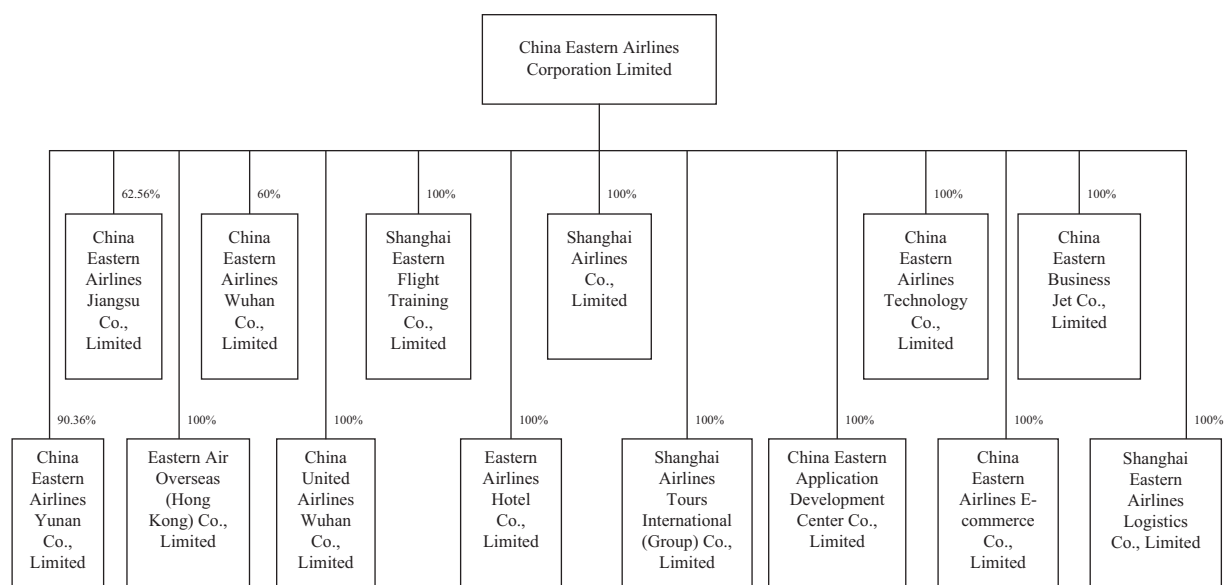 China Eastern Airlines
Corporation Limited
62.56%
60%
100%
100%
100%
100%
China
Eastern
Airlines
Jiangsu
Co.,
Limited
China
Eastern
Airlines
Wuhan
Co.,
Limited
Shanghai
Eastern
Flight
Training
Co.,
Limited
Shanghai
Airlines
Co.,
Limited
China
Eastern
Airlines
Technology
Co.,
Limited
China
Eastern
Business
Jet Co.,
Limited
90.36%
100%
100%
100%
100%
100%
100%
100%
China
Eastern
Airlines
Yunan
Co.,
Limited
Eastern Air
Overseas
(Hong
Kong) Co.,
Limited
China
United
Airlines
Wuhan
Co.,
Limited
Eastern
Airlines
Hotel
Co.,
Limited
Shanghai
Airlines
Tours
International
(Group) Co.,
Limited
China Eastern
Application
Development
Center Co.,
Limited
China
Eastern
Airlines E-
commerce
Co.,
Limited
Shanghai
Eastern
Airlines
Logistics
Co., Limited